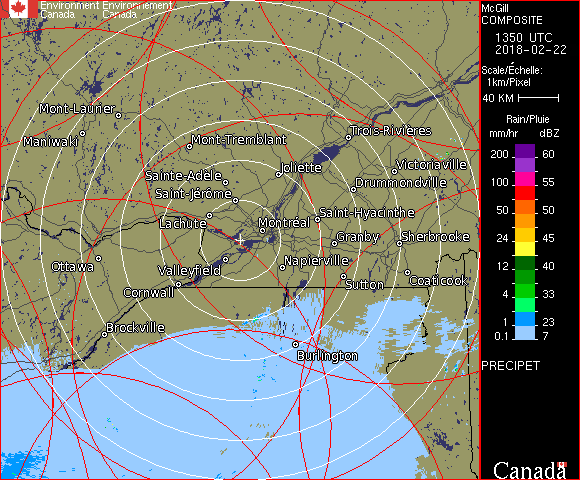 Environment Environnement
Canada Canada
McGill
COMPOSITE
1350 UTC
2018-02-22
Scale/Échelle:
1km/Pixel
40 KM
Rain/Pluie
mm/hr dBZ
200 60
100 55
50 50
24 45
12 40
4 33
1 23
0.1 7
PRECIPET
Canada
Mont-Laurier
Maniwaki
Mont-Tremblant
Trois-Rivières
Sainte-Adèle
Joliette
Victoriaville
Saint-Jérôme
Drummondville
Lachute
Montréal
Saint-Hyacinthe
Granby
Sherbrooke
Ottawa
Valleyfield
Napierville
Cornwall
Sutton
Coaticook
Brockville
Burlington